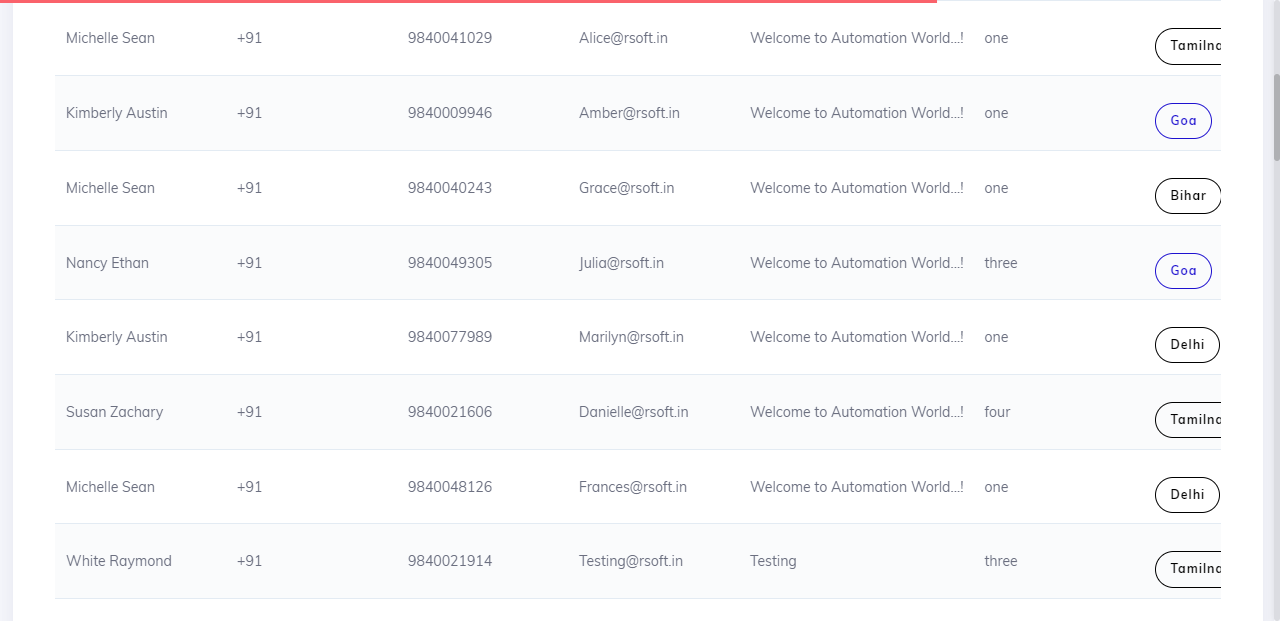 Michelle Sean +91 9840041029 Alice@rsoft.in Welcome to Automation World...! one
Kimberly Austin +91 9840009946 Amber@rsoft.in Welcome to Automation World...! one Goa
Michelle Sean +91 9840040243 Grace@rsoft.in Welcome to Automation World...! one Bihar
Nancy Ethan +91 9840049305 Julia@rsoft.in Welcome to Automation World...! three Goa
Kimberly Austin +91 9840077989 Marilyn@rsoft.in Welcome to Automation World...! one Delhi
Susan Zachary +91 9840021606 Danielle@rsoft.in Welcome to Automation World...! four
Michelle Sean +91 9840048126 Frances@rsoft.in Welcome to Automation World...! one Delhi
White Raymond +91 9840021914 Testing@rsoft.in Testing three